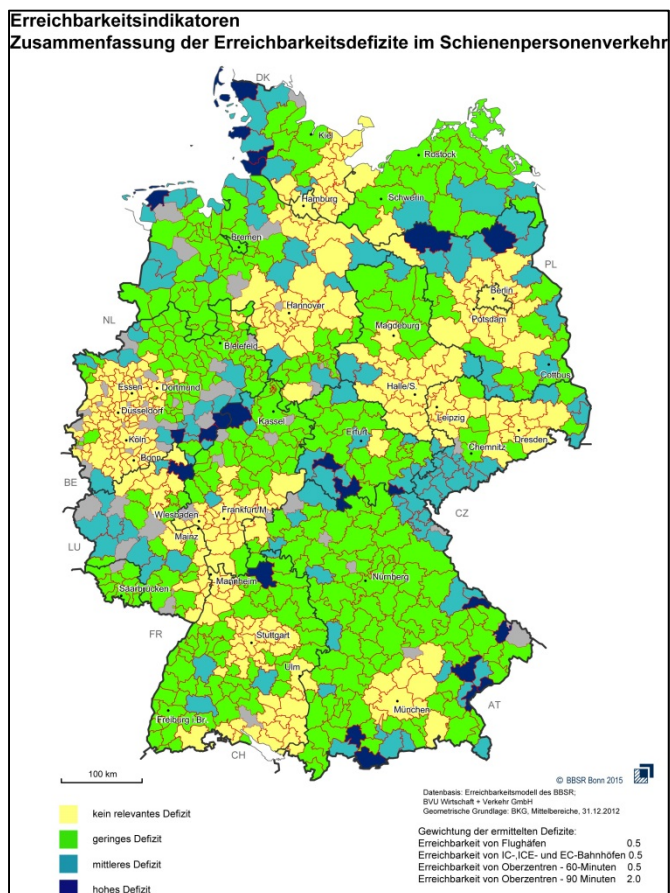 Erreichbarkeitsindikatoren
Zusammenfassung der Erreichbarkeitsdefizite im Schienenpersonenverkehr
DK
Kiel
Rostock
Hamburg
Schwerin
Bremen
PL
Berlin
Hannover
Potsdam
NL
Magdeburg
Bielefeld
Cottbus
Essen
Dortmund
Halle/S.
Düsseldorf
Kassel
Leipzig
Köln
Erfurt
Dresden
Chemnitz
Bonn
BE
CZ
Wiesbaden
Frankfurt/M.
LU
Mainz
Mannheim
Nürnberg
Saarbrücken
FR
Stuttgart
Ulm
AT
München
Freiburg i.Br.
CH
100 km
© BBSR Bonn 2015
Datenbasis: Erreichbarkeitsmodell des BBSR;
BVU Wirtschaft + Verkehr GmbH
Geometrische Grundlage: BKG, Mittelbereiche, 31.12.2012
kein relevantes Defizit
geringes Defizit
mittleres Defizit
hohes Defizit
Gewichtung der ermittelten Defizite:
Erreichbarkeit von Flughäfen 0.5
Erreichbarkeit von IC-,ICE- und EC-Bahnhöfen 0.5
Erreichbarkeit von Oberzentren - 60-Minuten 0.5
Erreichbarkeit von Oberzentren - 90 Minuten 2.0